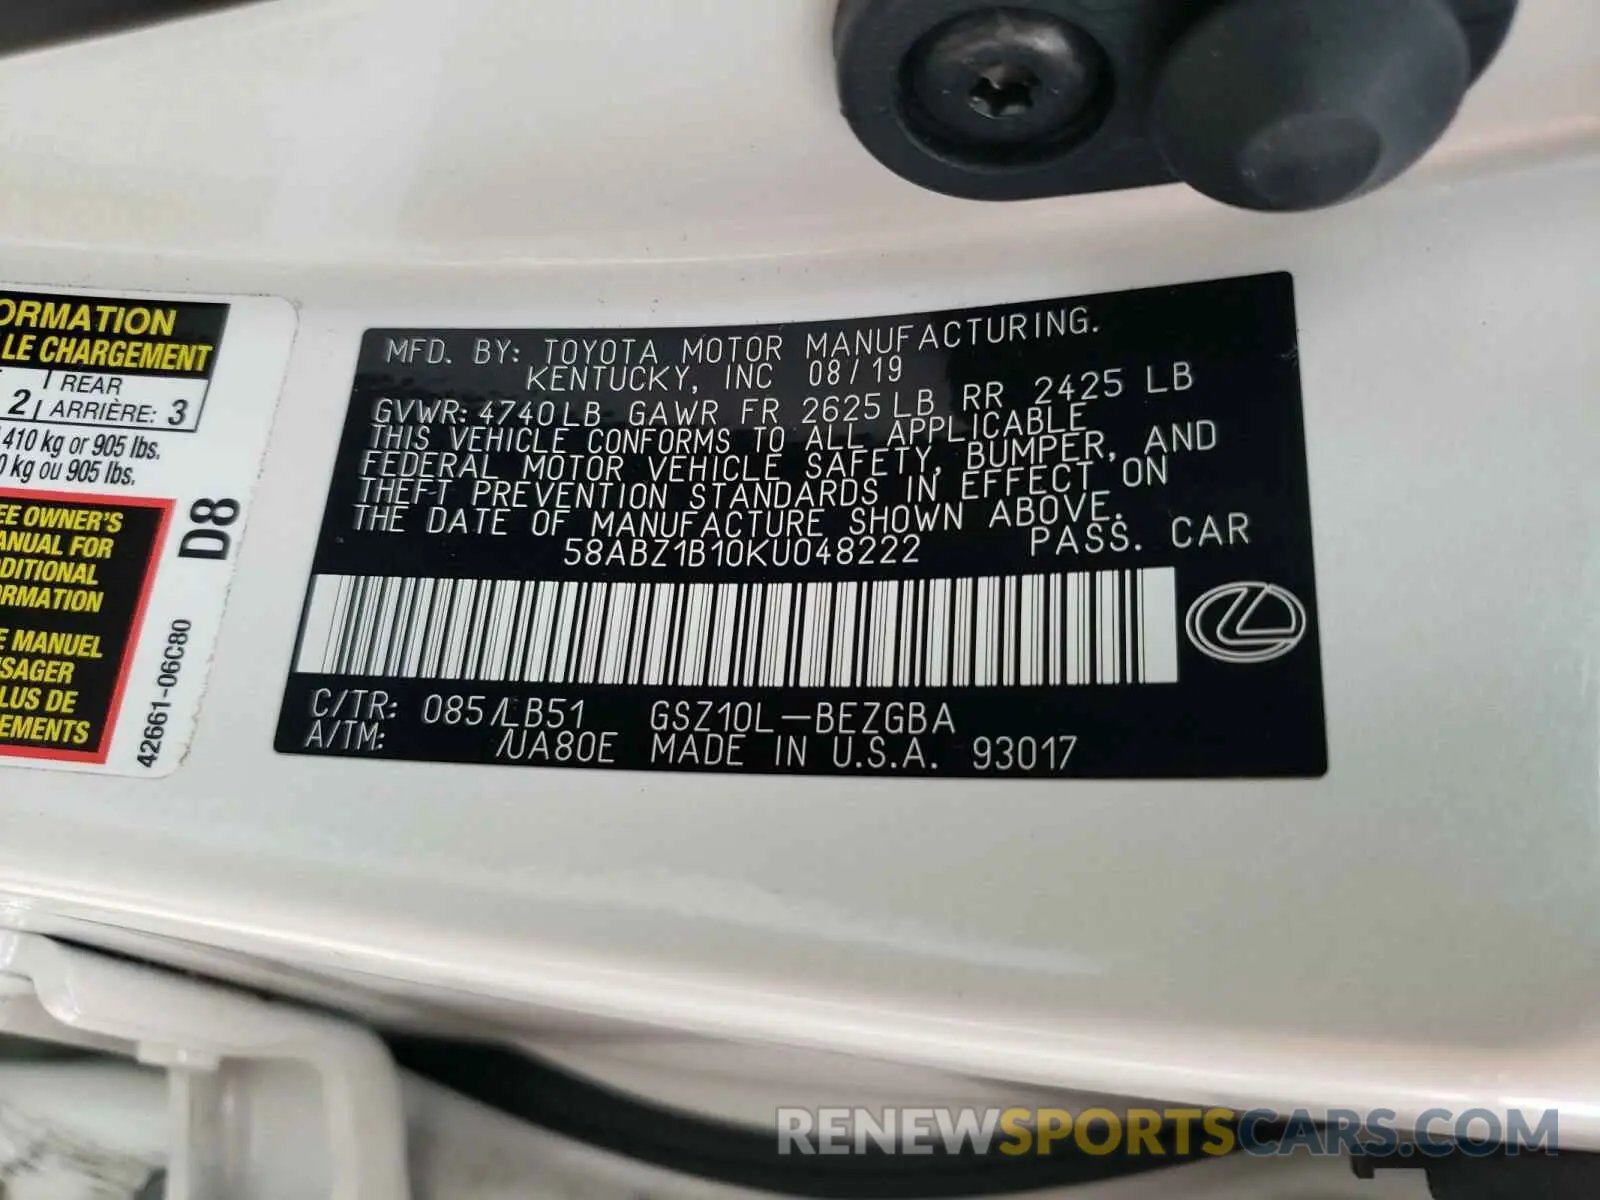 ORMATION
LE CHARGEMENT
2 REAR
ARRIÈRE: 3
410 kg or 905 lbs.
0 kg ou 905 lbs.
EE OWNER'S
ANUAL FOR
DITIONAL
ORMATION
E MANUEL
SAGER
LUS DE
EMENTS
D8
42661-06C80
MFD. BY: TOYOTA MOTOR MANUFACTURING.
KENTUCKY, INC 08/19
GVWR: 4740LB GAWR FR 2625LB RR 2425 LB
THIS VEHICLE CONFORMS TO ALL APPLICABLE
FEDERAL MOTOR VEHICLE SAFETY, BUMPER, AND
THEFT PREVENTION STANDARDS IN EFFECT ON
THE DATE OF MANUFACTURE SHOWN ABOVE.
58ABZ1B10KU048222 PASS. CAR
C/TR: 085/LB51 GSZ10L-BEZGBA
A/TM: /UA80E MADE IN U.S.A. 93017
RENEWSPORTSCARS.COM